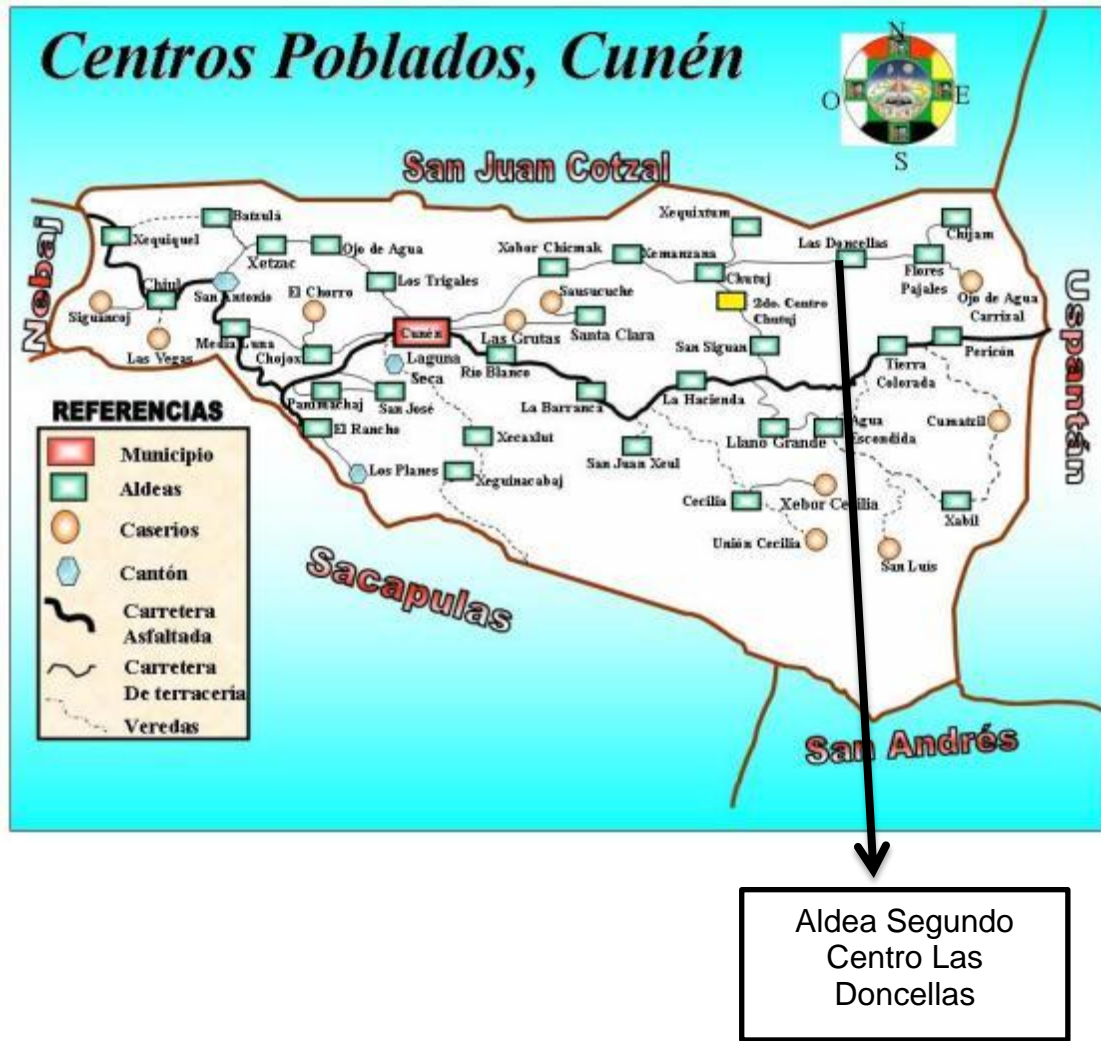 Centros Poblados, Cunén
N
O
E
S
San Juan Cotzal
Nebaj
Uspantán
Sacapulas
San Andrés
Xequiquel
Batzulá
Xetzac
Ojo de Agua
Los Trigales
Chiul
San Antonio
Siguancoj
Las Vegas
El Chorro
Media Luna
Chojox
Cunén
Laguna
Seca
Panimachaj
San José
El Rancho
Los Planes
Xecaxlut
Xeguinacabaj
Xobor Chicmak
Xemanzana
Xequixtum
Sausucuche
Las Grutas
Santa Clara
Rio Blanco
La Barranca
La Hacienda
San Juan Xeul
Chutuj
2do. Centro
Chutuj
San Siguan
Las Doncellas
Chijam
Flores
Pajales
Ojo de Agua
Carrizal
Pericón
Tierra
Colorada
Llano Grande
Agua
Escondida
Cumatzil
Cecilia
Xebor Cecilia
Unión Cecilia
San Luis
Xabil
REFERENCIAS
Municipio
Aldeas
Caserios
Cantón
Carretera
Asfaltada
Carretera
De terracería
Veredas
Aldea Segundo
Centro Las
Doncellas